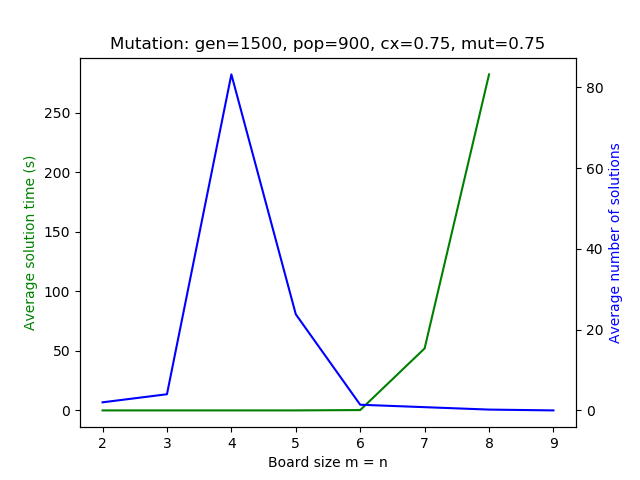 Mutation: gen=1500, pop=900, cx=0.75, mut=0.75
Average solution time (s)
250
200
150
100
50
0
80
60
40
20
0
Average number of solutions
2 3 4 5 6 7 8 9
Board size m = n